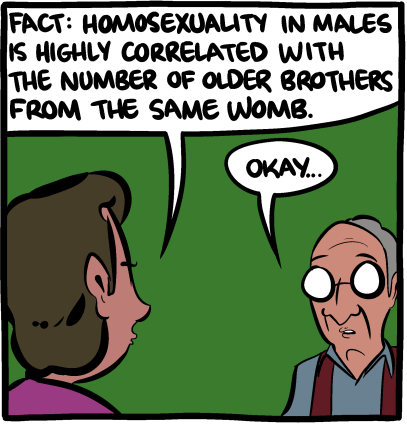 FACT: HOMOSEXUALITY IN MALES
IS HIGHLY CORRELATED WITH
THE NUMBER OF OLDER BROTHERS
FROM THE SAME WOMB.
OKAY...